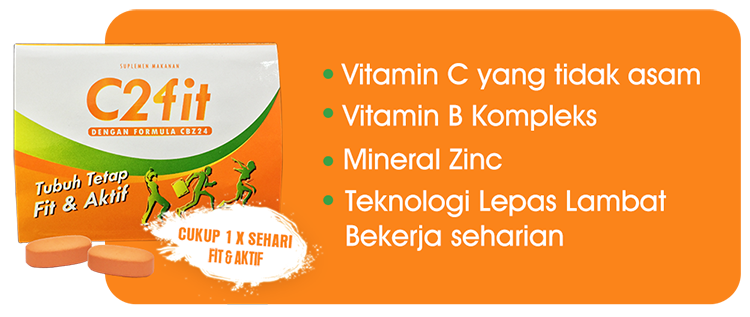 SUPLEMEN MAKANAN
C24fit
DENGAN FORMULA CBZ24
Tubuh Tetap
Fit & Aktif
CUKUP 1 X SEHARI
FIT & AKTIF
• Vitamin C yang tidak asam
• Vitamin B Kompleks
• Mineral Zinc
• Teknologi Lepas Lambat
Bekerja seharian